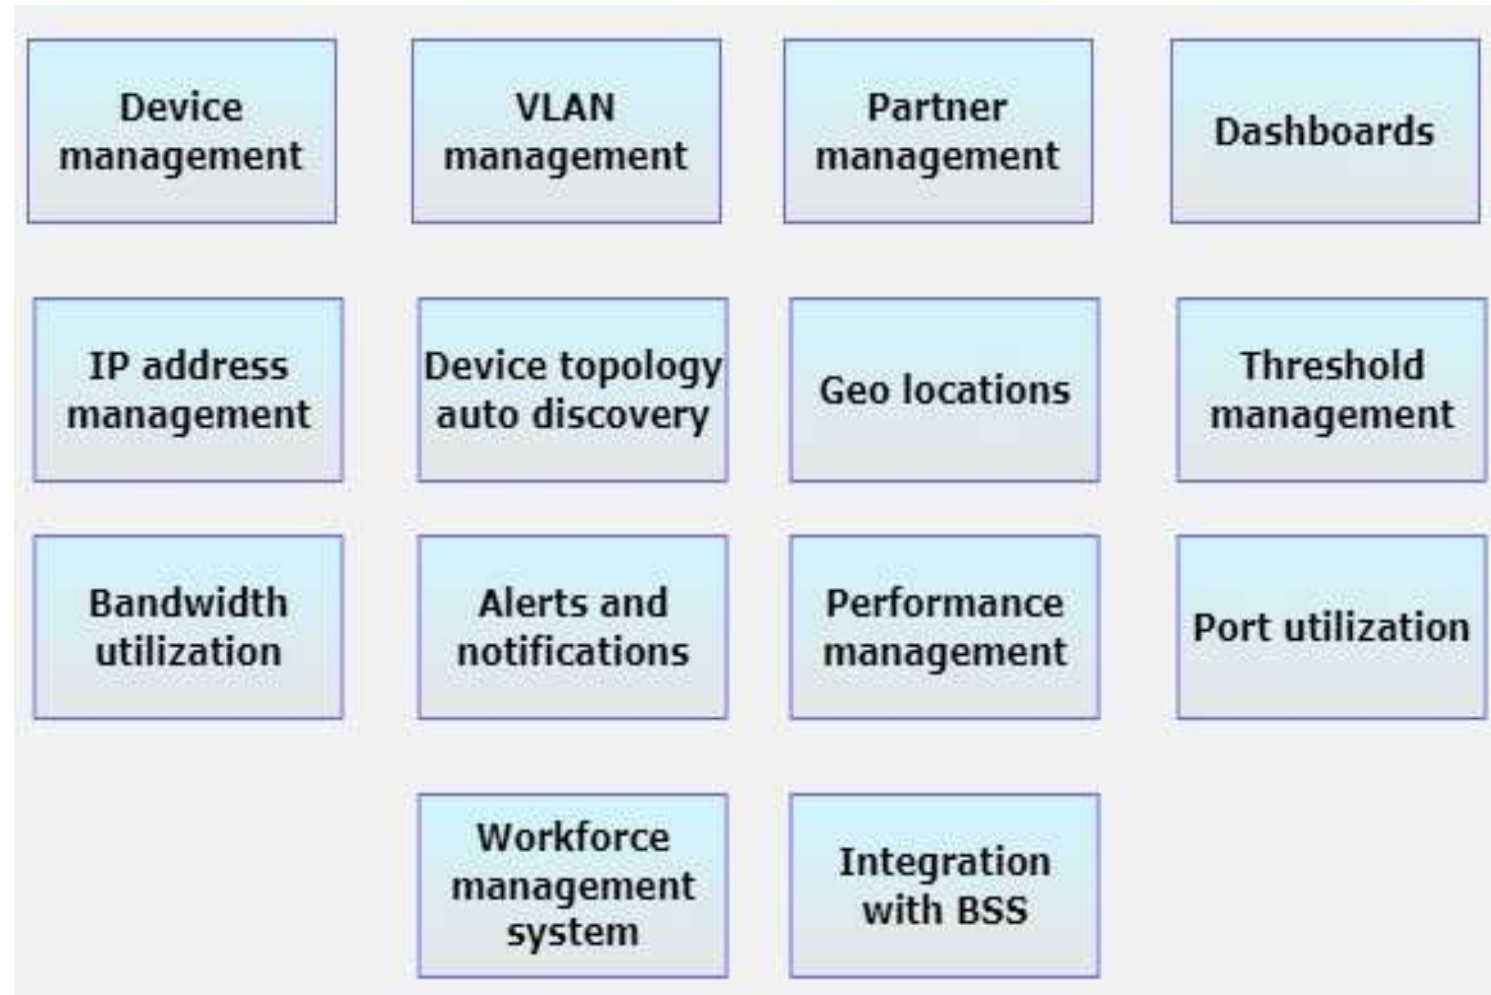 Device
management
VLAN
management
Partner
management
Dashboards
IP address
management
Device topology
auto discovery
Geo locations
Threshold
management
Bandwidth
utilization
Alerts and
notifications
Performance
management
Port utilization
Workforce
management
system
Integration
with BSS